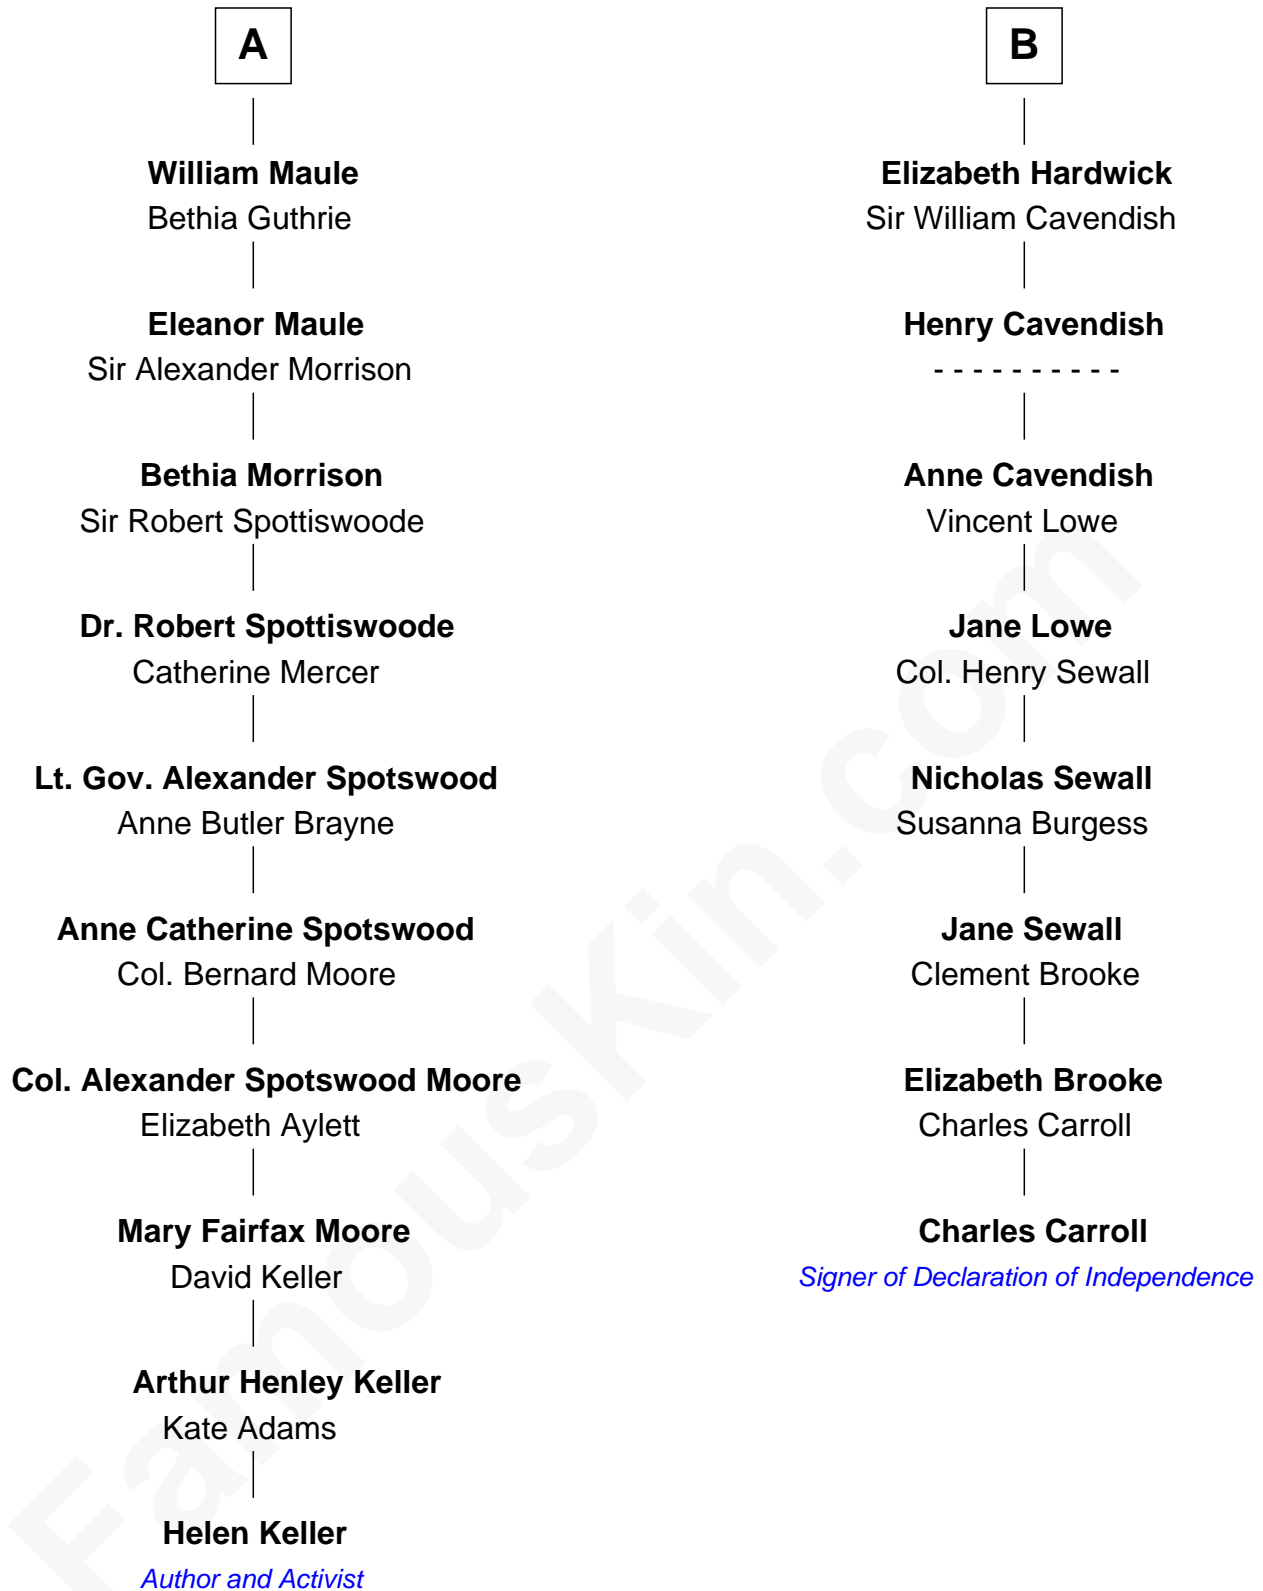 A
William Maule
Bethia Guthrie
Eleanor Maule
Sir Alexander Morrison
Bethia Morrison
Sir Robert Spottiswoode
Dr. Robert Spottiswoode
Catherine Mercer
Lt. Gov. Alexander Spotswood
Anne Butler Brayne
Anne Catherine Spotswood
Col. Bernard Moore
Col. Alexander Spotswood Moore
Elizabeth Aylett
Mary Fairfax Moore
David Keller
Arthur Henley Keller
Kate Adams
Helen Keller
Author and Activist
B
Elizabeth Hardwick
Sir William Cavendish
Henry Cavendish
- - - - - - - - - -
Anne Cavendish
Vincent Lowe
Jane Lowe
Col. Henry Sewall
Nicholas Sewall
Susanna Burgess
Jane Sewall
Clement Brooke
Elizabeth Brooke
Charles Carroll
Charles Carroll
Signer of Declaration of Independence
FamousKin.com